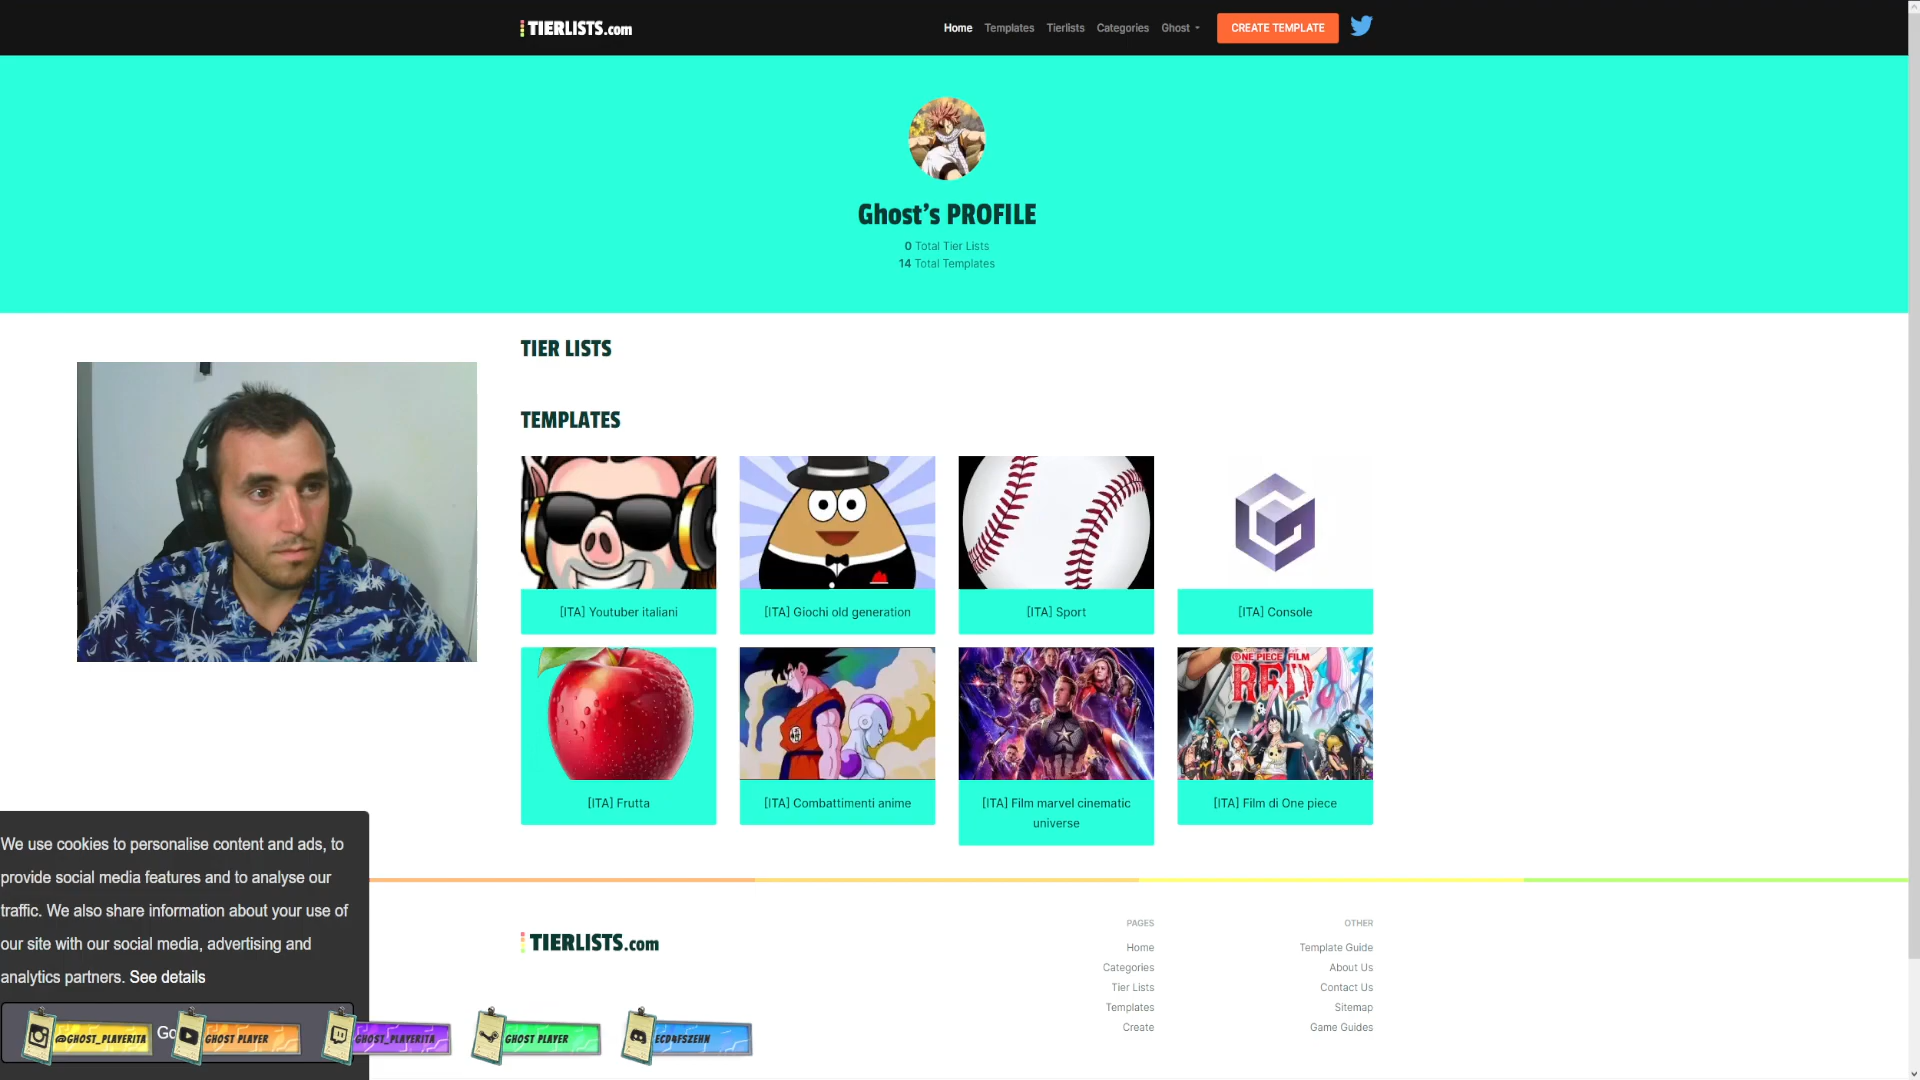 TIERLISTS.com
Home Templates Tierlists Categories Ghost CREATE TEMPLATE
Ghost's PROFILE
0 Total Tier Lists
14 Total Templates
TIER LISTS
TEMPLATES
[ITA] Youtuber italiani
[ITA] Giochi old generation
[ITA] Sport
[ITA] Console
ONE PIECE FILM
RED
[ITA] Frutta
[ITA] Combattimenti anime
[ITA] Film marvel cinematic
universe
[ITA] Film di One piece
We use cookies to personalise content and ads, to
provide social media features and to analyse our
traffic. We also share information about your use of
our site with our social media, advertising and
analytics partners. See details
TIERLISTS.com
PAGES
Home
Categories
Tier Lists
Templates
Create
OTHER
Template Guide
About Us
Contact Us
Sitemap
Game Guides
@GHOST_PLAYERITA
GHOST PLAYER
GHOST_PLAYERITA
GHOST PLAYER
ECD4FSZEHN